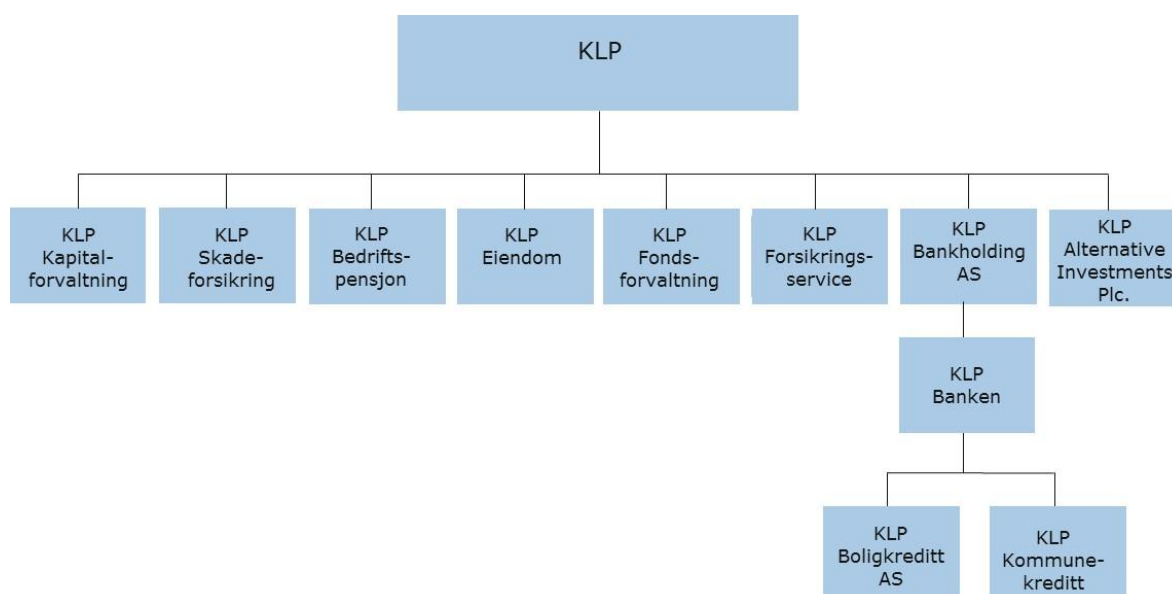 KLP
KLP
Kapital-
forvaltning
KLP
Skade-
forsikring
KLP
Bedrifts-
pensjon
KLP
Eiendom
KLP
Fonds-
forvaltning
KLP
Forsikrings-
service
KLP
Bankholding
AS
KLP
Alternative
Investments
Plc.
KLP
Banken
KLP
Boligkreditt
AS
KLP
Kommune-
kreditt